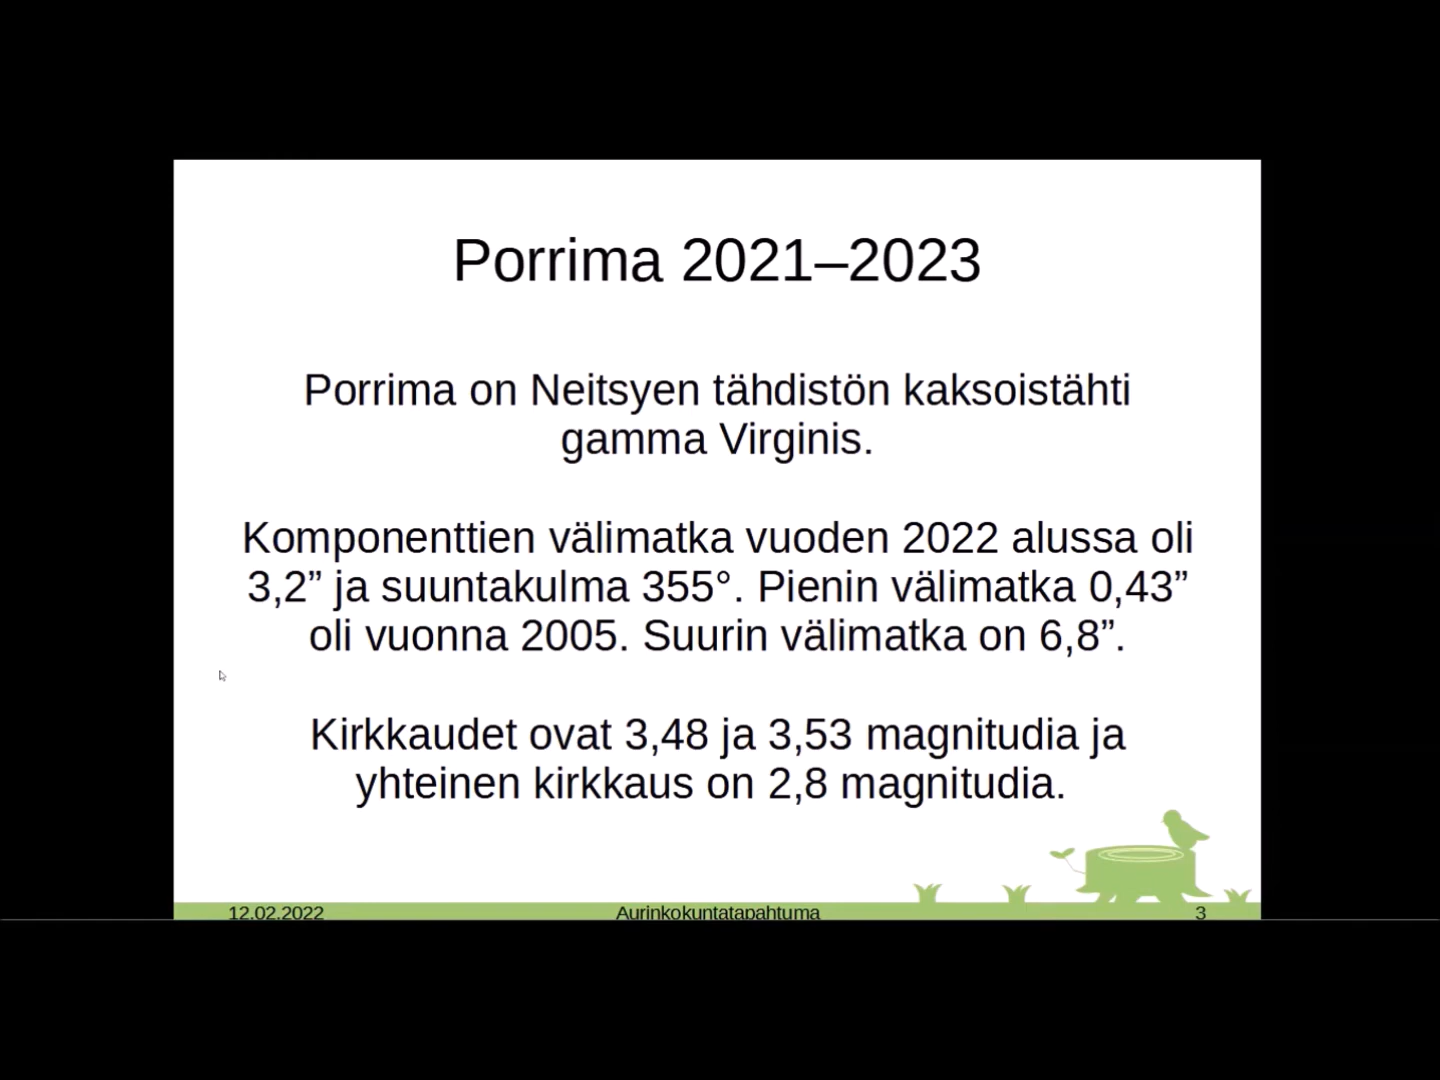 Porrima 2021–2023
Porrima on Neitsyen tähdistön kaksoistähti
gamma Virginis.
Komponenttien välimatka vuoden 2022 alussa oli
3,2” ja suuntakulma 355°. Pienin välimatka 0,43”
oli vuonna 2005. Suurin välimatka on 6,8”.
Kirkkaudet ovat 3,48 ja 3,53 magnitudia ja
yhteinen kirkkaus on 2,8 magnitudia.
12.02.2022 Aurinkokuntatapahtuma 3